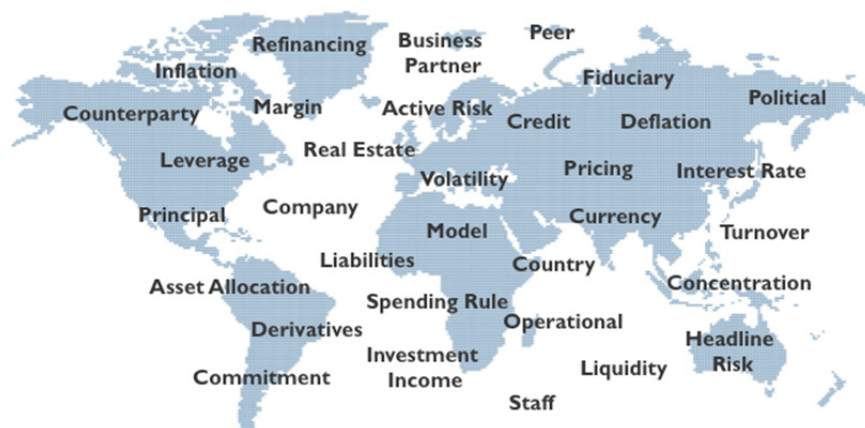 Refinancing
Business
Partner
Peer
Inflation
Fiduciary
Political
Counterparty
Margin
Active Risk
Credit
Deflation
Leverage
Real Estate
Volatility
Pricing
Interest Rate
Principal
Company
Model
Currency
Turnover
Liabilities
Country
Asset Allocation
Spending Rule
Concentration
Derivatives
Operational
Headline
Risk
Commitment
Investment
Income
Liquidity
Staff